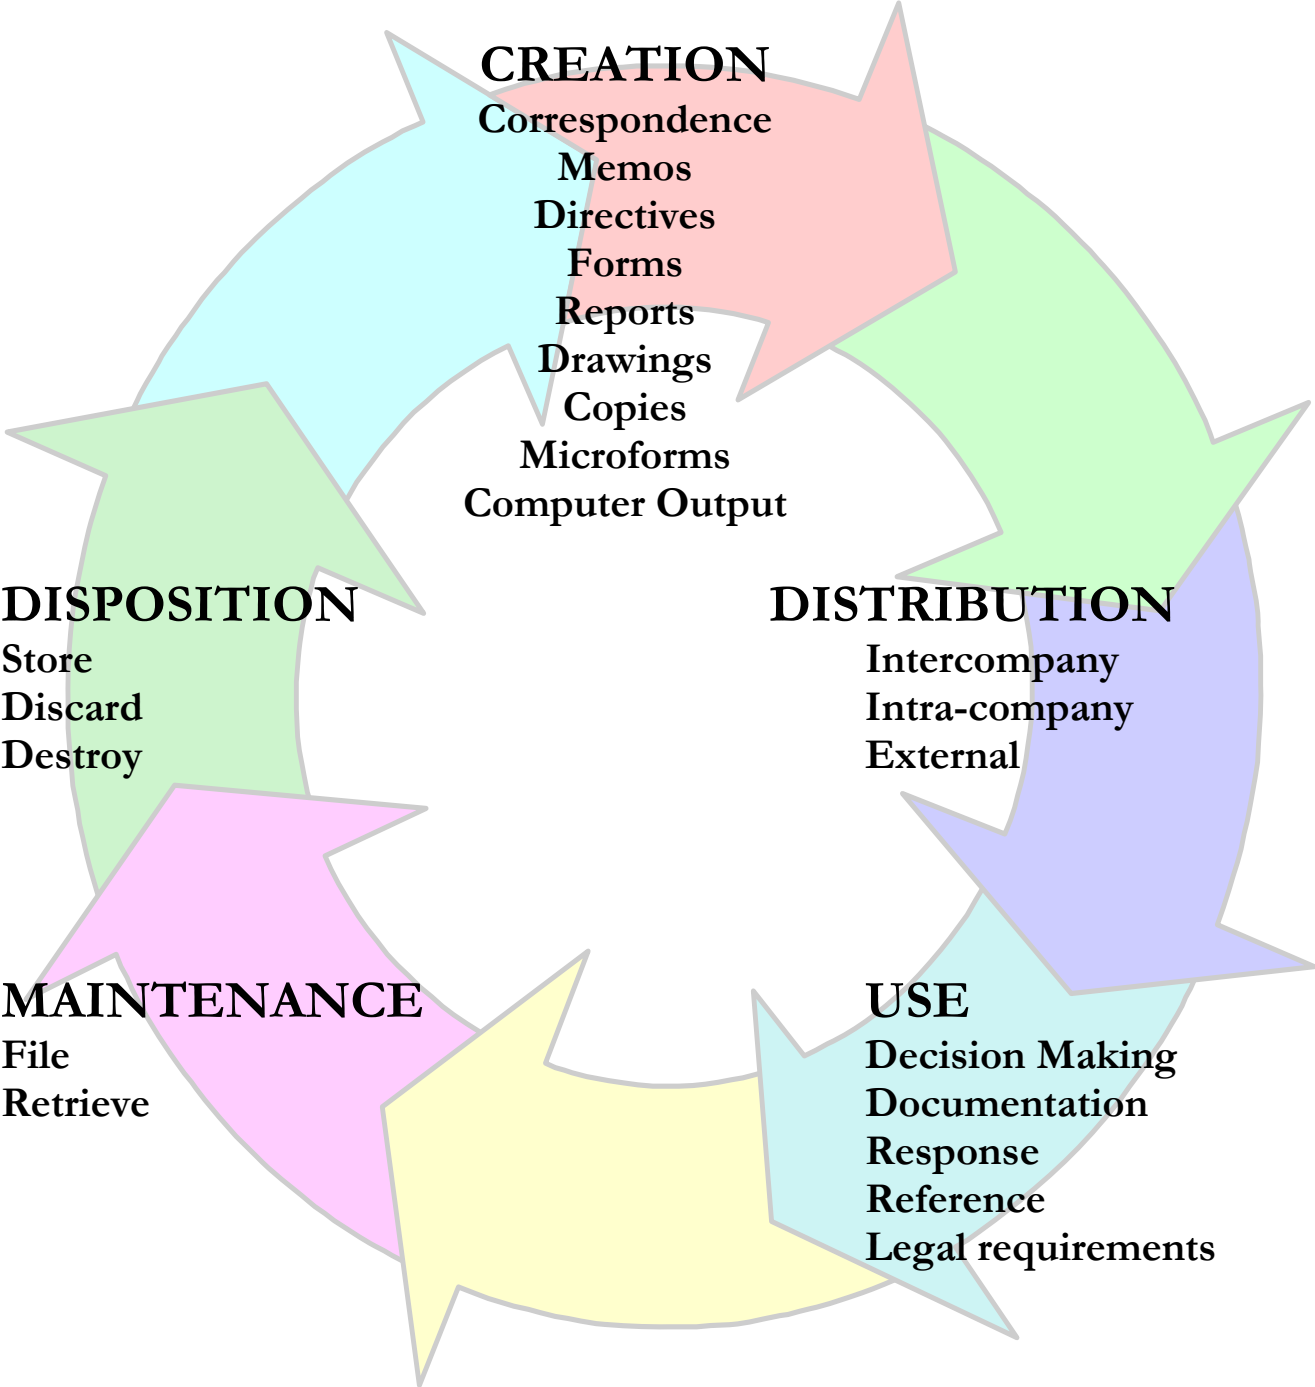 CREATION
Correspondence
Memos
Directives
Forms
Reports
Drawings
Copies
Microforms
Computer Output
DISTRIBUTION
Intercompany
Intra-company
External
USE
Decision Making
Documentation
Response
Reference
Legal requirements
MAINTENANCE
File
Retrieve
DISPOSITION
Store
Discard
Destroy